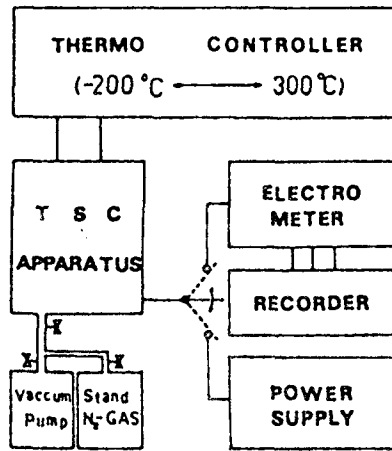 THERMO CONTROLLER
(-200°C ⟷ 300°C)
T S C
APPARATUS
ELECTRO
METER
RECORDER
POWER
SUPPLY
Vaccum
Pump
Stand
N₂-GAS